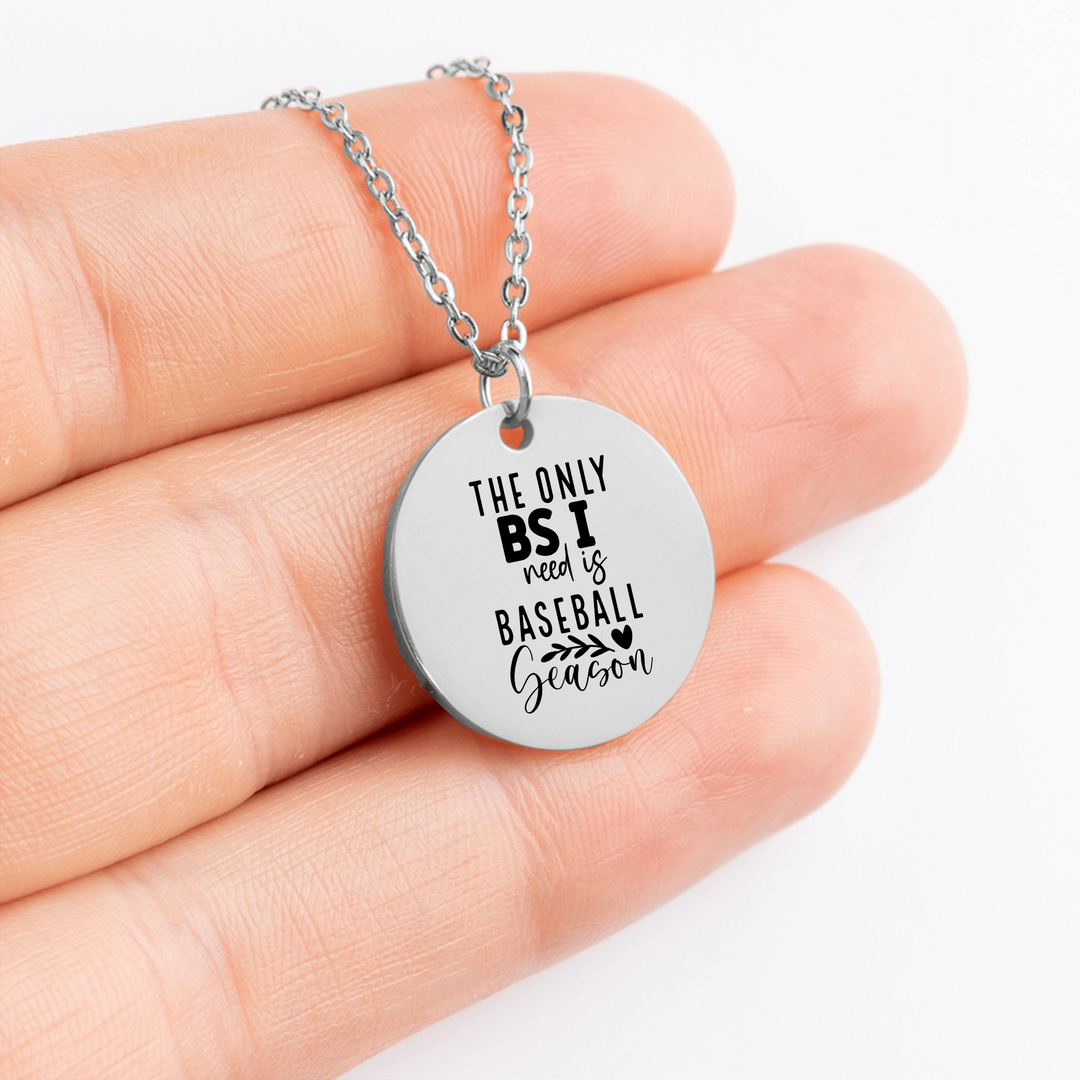 THE ONLY
BS I
need is
BASEBALL
Season